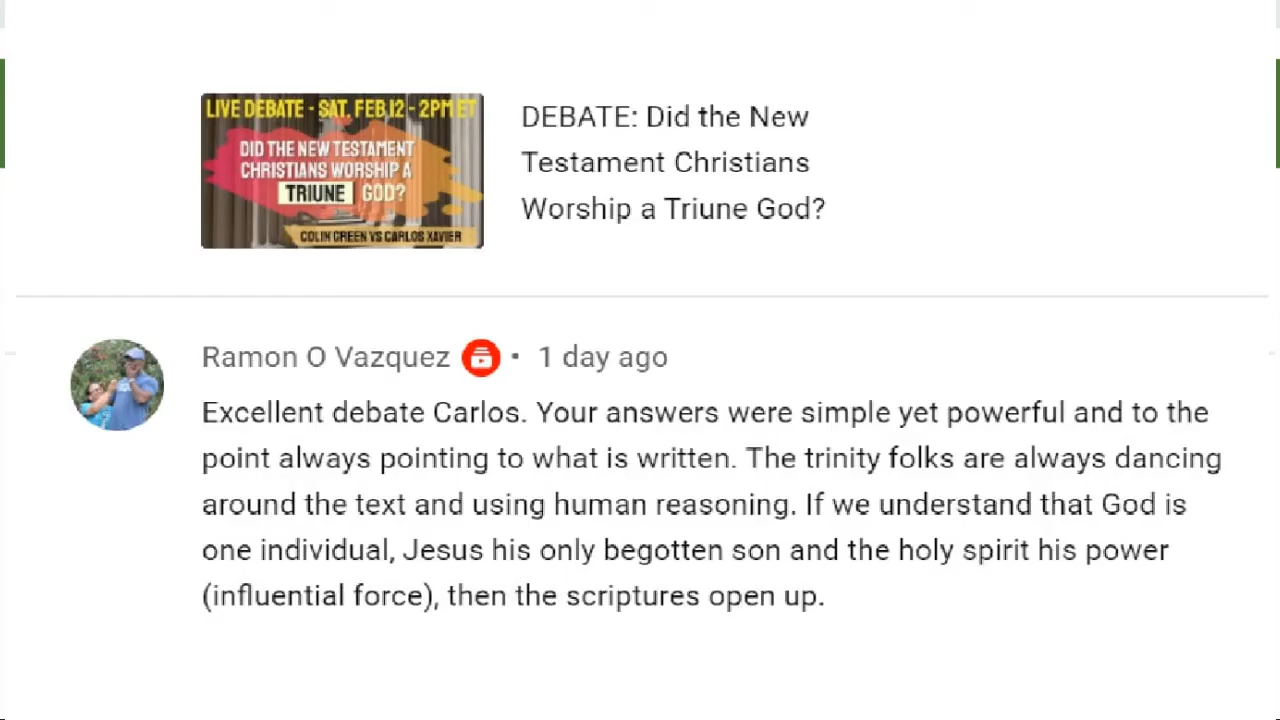 LIVE DEBATE - SAT. FEB 12 - 2PM ET
DID THE NEW TESTAMENT
CHRISTIANS WORSHIP A
TRIUNE GOD?
COLIN GREEN VS CARLOS XAVIER
DEBATE: Did the New
Testament Christians
Worship a Triune God?
Ramon O Vazquez • 1 day ago
Excellent debate Carlos. Your answers were simple yet powerful and to the
point always pointing to what is written. The trinity folks are always dancing
around the text and using human reasoning. If we understand that God is
one individual, Jesus his only begotten son and the holy spirit his power
(influential force), then the scriptures open up.